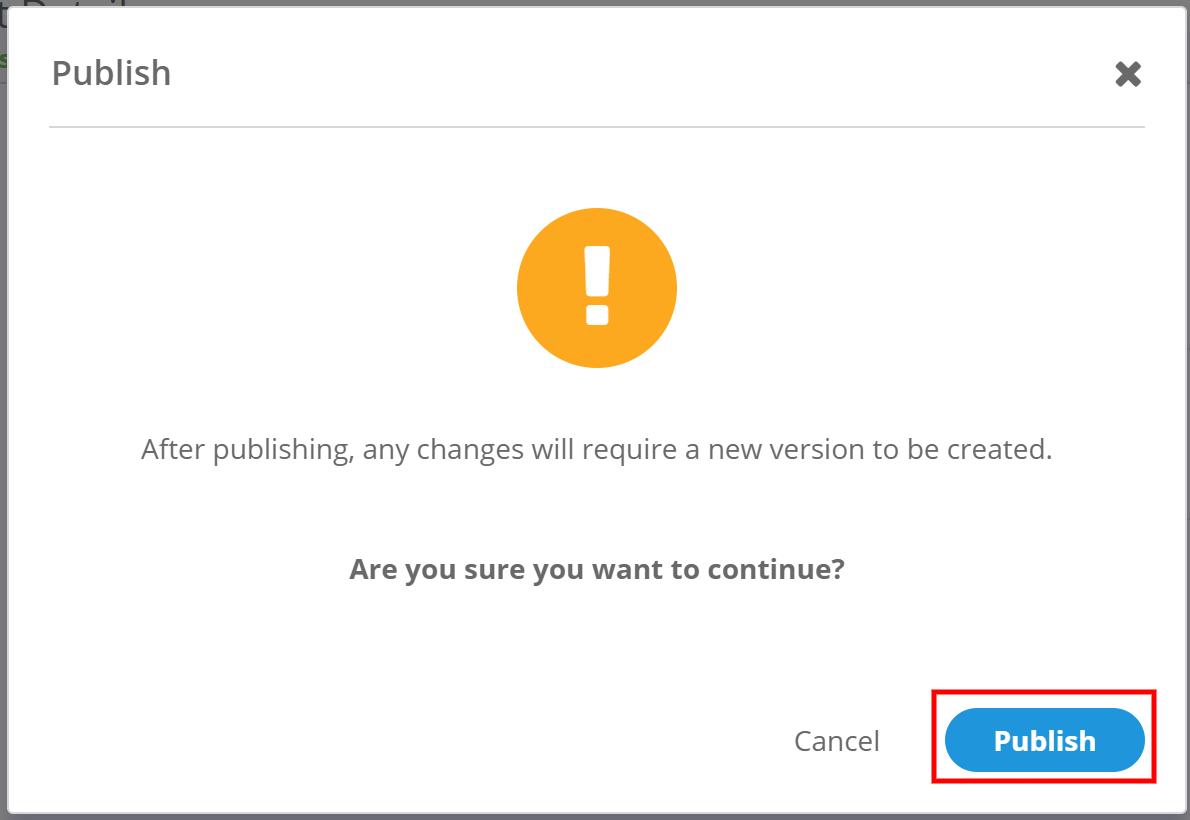 Publish
After publishing, any changes will require a new version to be created.
Are you sure you want to continue?
Cancel
Publish